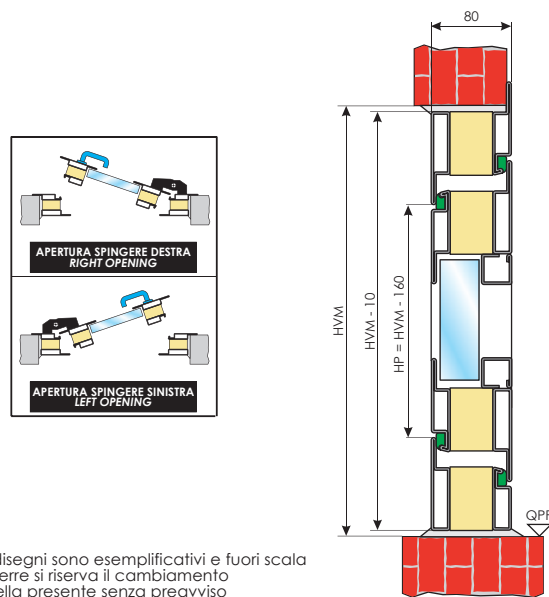 80
HVM
HVM - 10
HP = HVM - 160
APERTURA SPINGERE DESTRA
RIGHT OPENING
APERTURA SPINGERE SINISTRA
LEFT OPENING
disegni sono esemplificativi e fuori scala
erre si riserva il cambiamento
ella presente senza preavviso